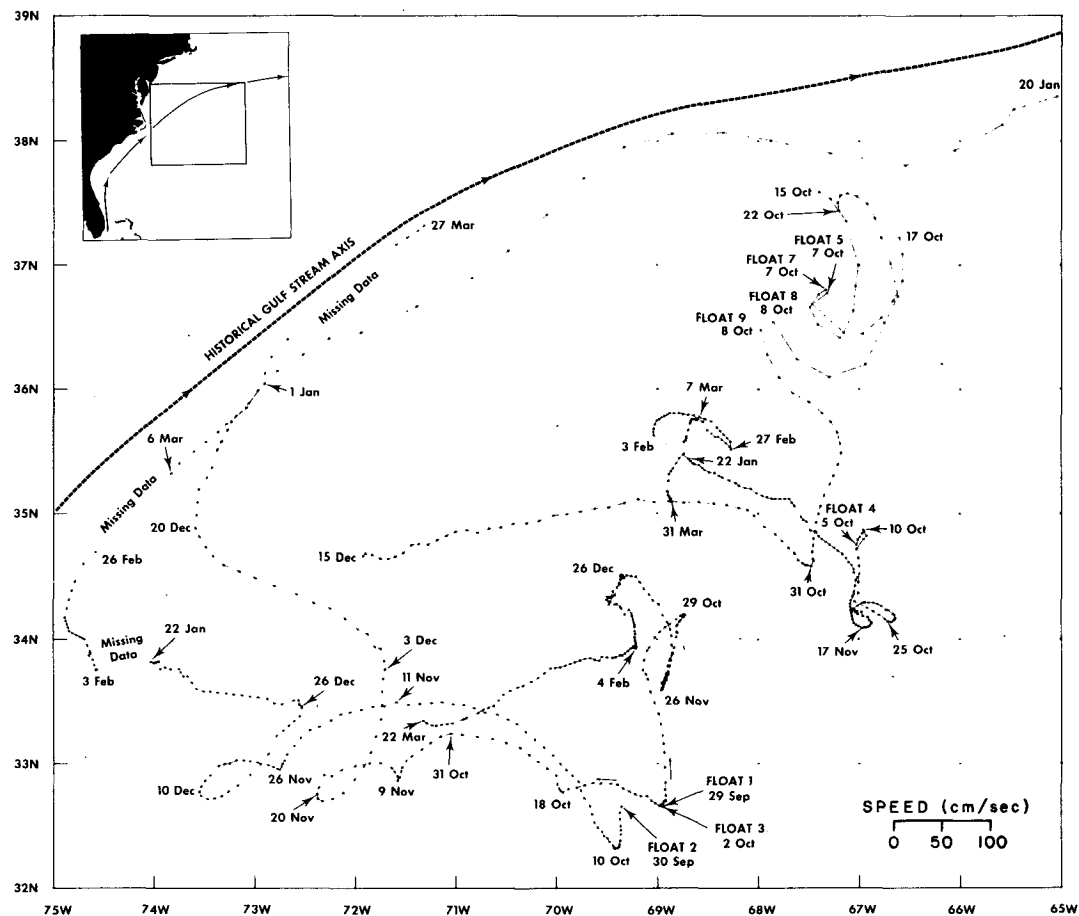 39N
38N
37N
36N
35N
34N
33N
32N
75W
74W
73W
72W
71W
70W
69W
68W
67W
66W
65W
HISTORICAL GULF STREAM AXIS
20 Jan
27 Mar
Missing Data
15 Oct
22 Oct
17 Oct
FLOAT 5
7 Oct
FLOAT 7
7 Oct
FLOAT 8
8 Oct
FLOAT 9
8 Oct
1 Jan
6 Mar
Missing Data
7 Mar
3 Feb
27 Feb
22 Jan
20 Dec
26 Feb
15 Dec
31 Mar
FLOAT 4
5 Oct
10 Oct
26 Dec
29 Oct
31 Oct
22 Jan
Missing
Data
3 Feb
3 Dec
17 Nov
25 Oct
26 Dec
11 Nov
4 Feb
26 Nov
22 Mar
10 Dec
26 Nov
31 Oct
20 Nov
9 Nov
18 Oct
FLOAT 1
29 Sep
FLOAT 3
2 Oct
FLOAT 2
30 Sep
10 Oct
SPEED (cm/sec)
0 50 100